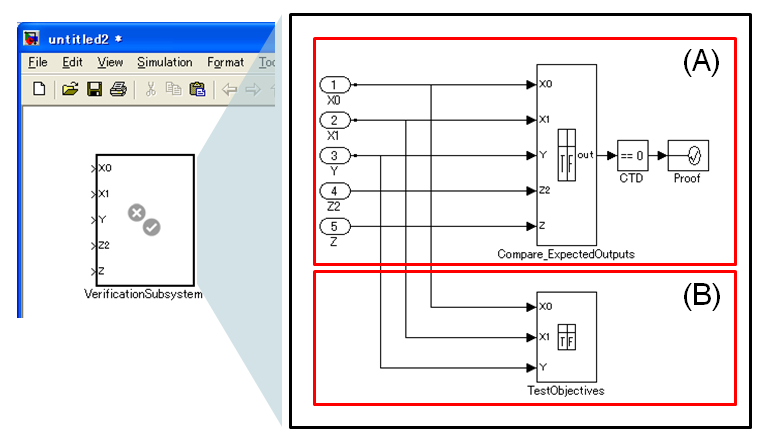 untitled2 *
File Edit View Simulation Format
X0
X1
Y
Z2
Z
VerificationSubsystem
(A)
1
X0
2
X1
3
Y
4
Z2
5
Z
X0
X1
Y
Z2
Z
T F
out
Compare_ExpectedOutputs
== 0
CTD
Proof
(B)
X0
X1
Y
T F
TestObjectives